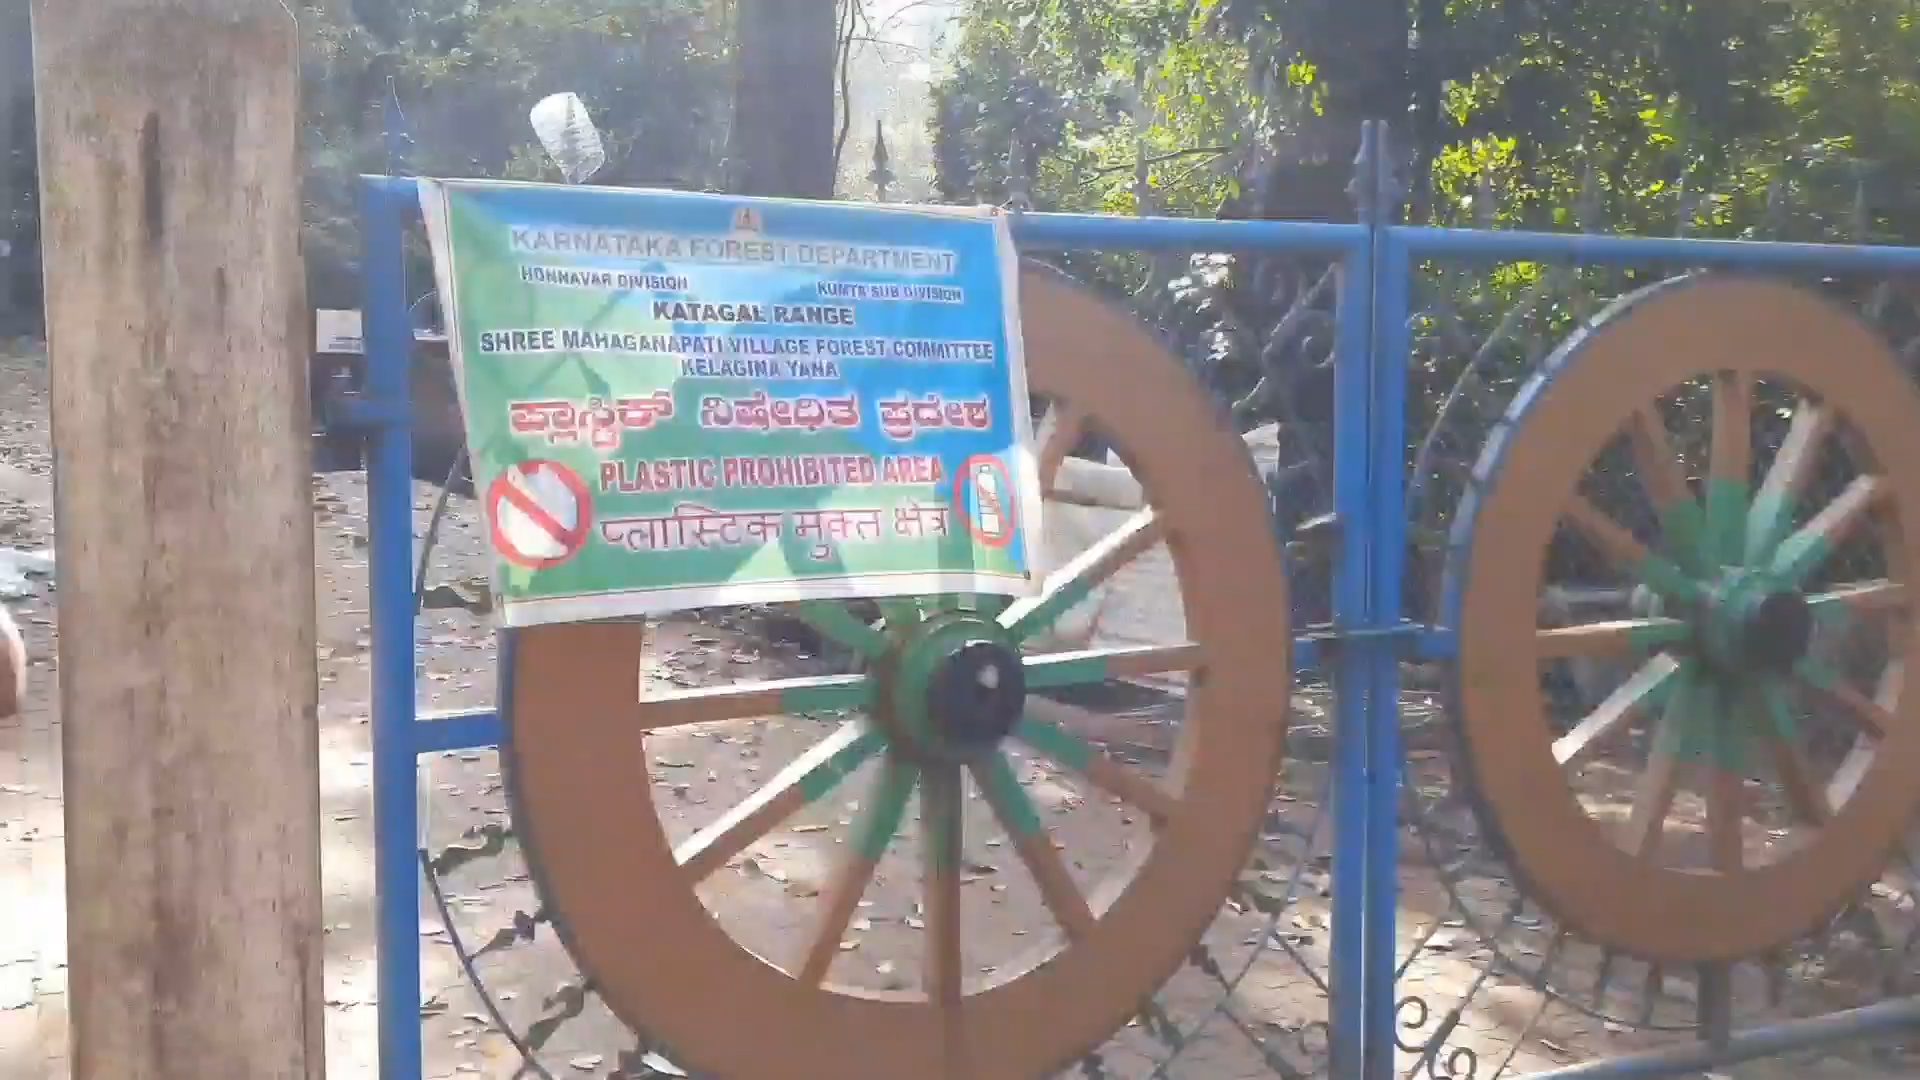 KARNATAKA FOREST DEPARTMENT
HONNAVAR DIVISION KUMTA SUB DIVISION
KATAGAL RANGE
SHREE MAHAGANAPATI VILLAGE FOREST COMMITTEE
KELAGINA YANA
ಪ್ಲಾಸ್ಟಿಕ್ ನಿಷೇಧಿತ ಪ್ರದೇಶ
PLASTIC PROHIBITED AREA
प्लास्टिक मुक्त क्षेत्र